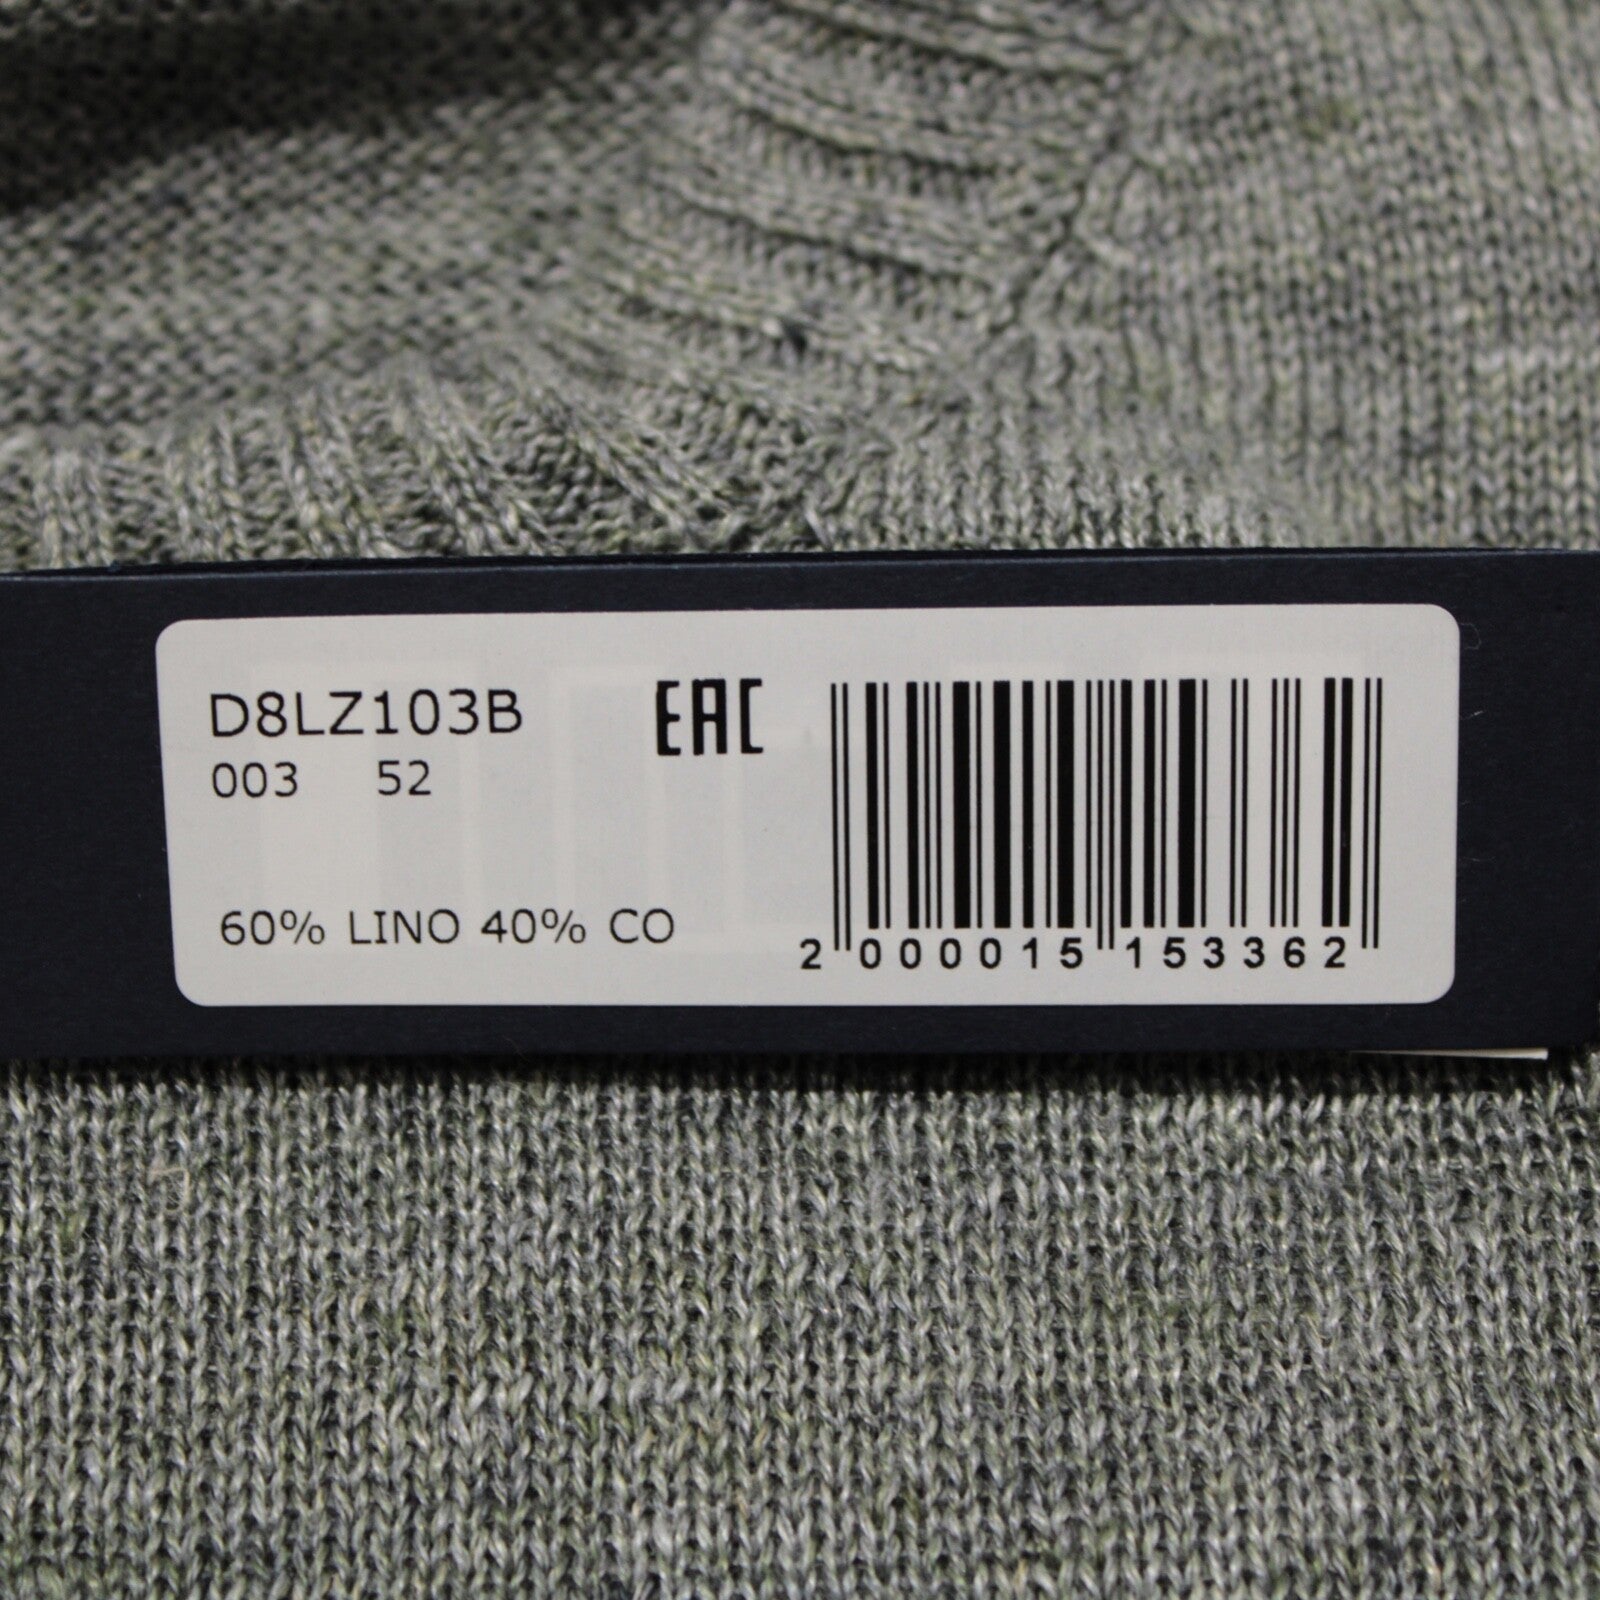 D8LZ103B
003 52
EAC
60% LINO 40% CO
2 000015 153362